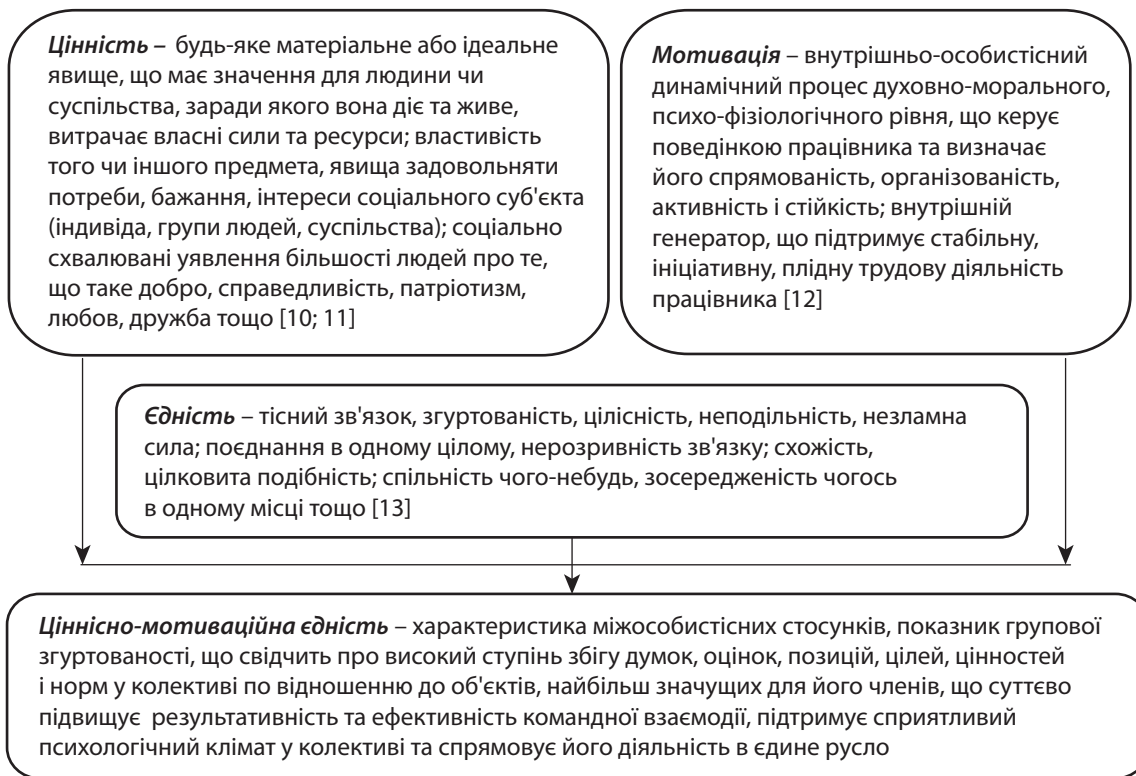 Цінність – будь-яке матеріальне або ідеальне
явище, що має значення для людини чи
суспільства, заради якого вона діє та живе,
витрачає власні сили та ресурси; властивість
того чи іншого предмета, явища задовольняти
потреби, бажання, інтереси соціального суб'єкта
(індивіда, групи людей, суспільства); соціально
схвалювані уявлення більшості людей про те,
що таке добро, справедливість, патріотизм,
любов, дружба тощо [10; 11]
Мотивація – внутрішньо-особистісний
динамічний процес духовно-морального,
психо-фізіологічного рівня, що керує
поведінкою працівника та визначає
його спрямованість, організованість,
активність і стійкість; внутрішній
генератор, що підтримує стабільну,
ініціативну, плідну трудову діяльність
працівника [12]
Єдність – тісний зв'язок, згуртованість, цілісність, неподільність, незламна
сила; поєднання в одному цілому, нерозривність зв'язку; схожість,
цілковита подібність; спільність чого-небудь, зосередженість чогось
в одному місці тощо [13]
Ціннісно-мотиваційна єдність – характеристика міжособистісних стосунків, показник групової
згуртованості, що свідчить про високий ступінь збігу думок, оцінок, позицій, цілей, цінностей
і норм у колективі по відношенню до об'єктів, найбільш значущих для його членів, що суттєво
підвищує результативність та ефективність командної взаємодії, підтримує сприятливий
психологічний клімат у колективі та спрямовує його діяльність в єдине русло